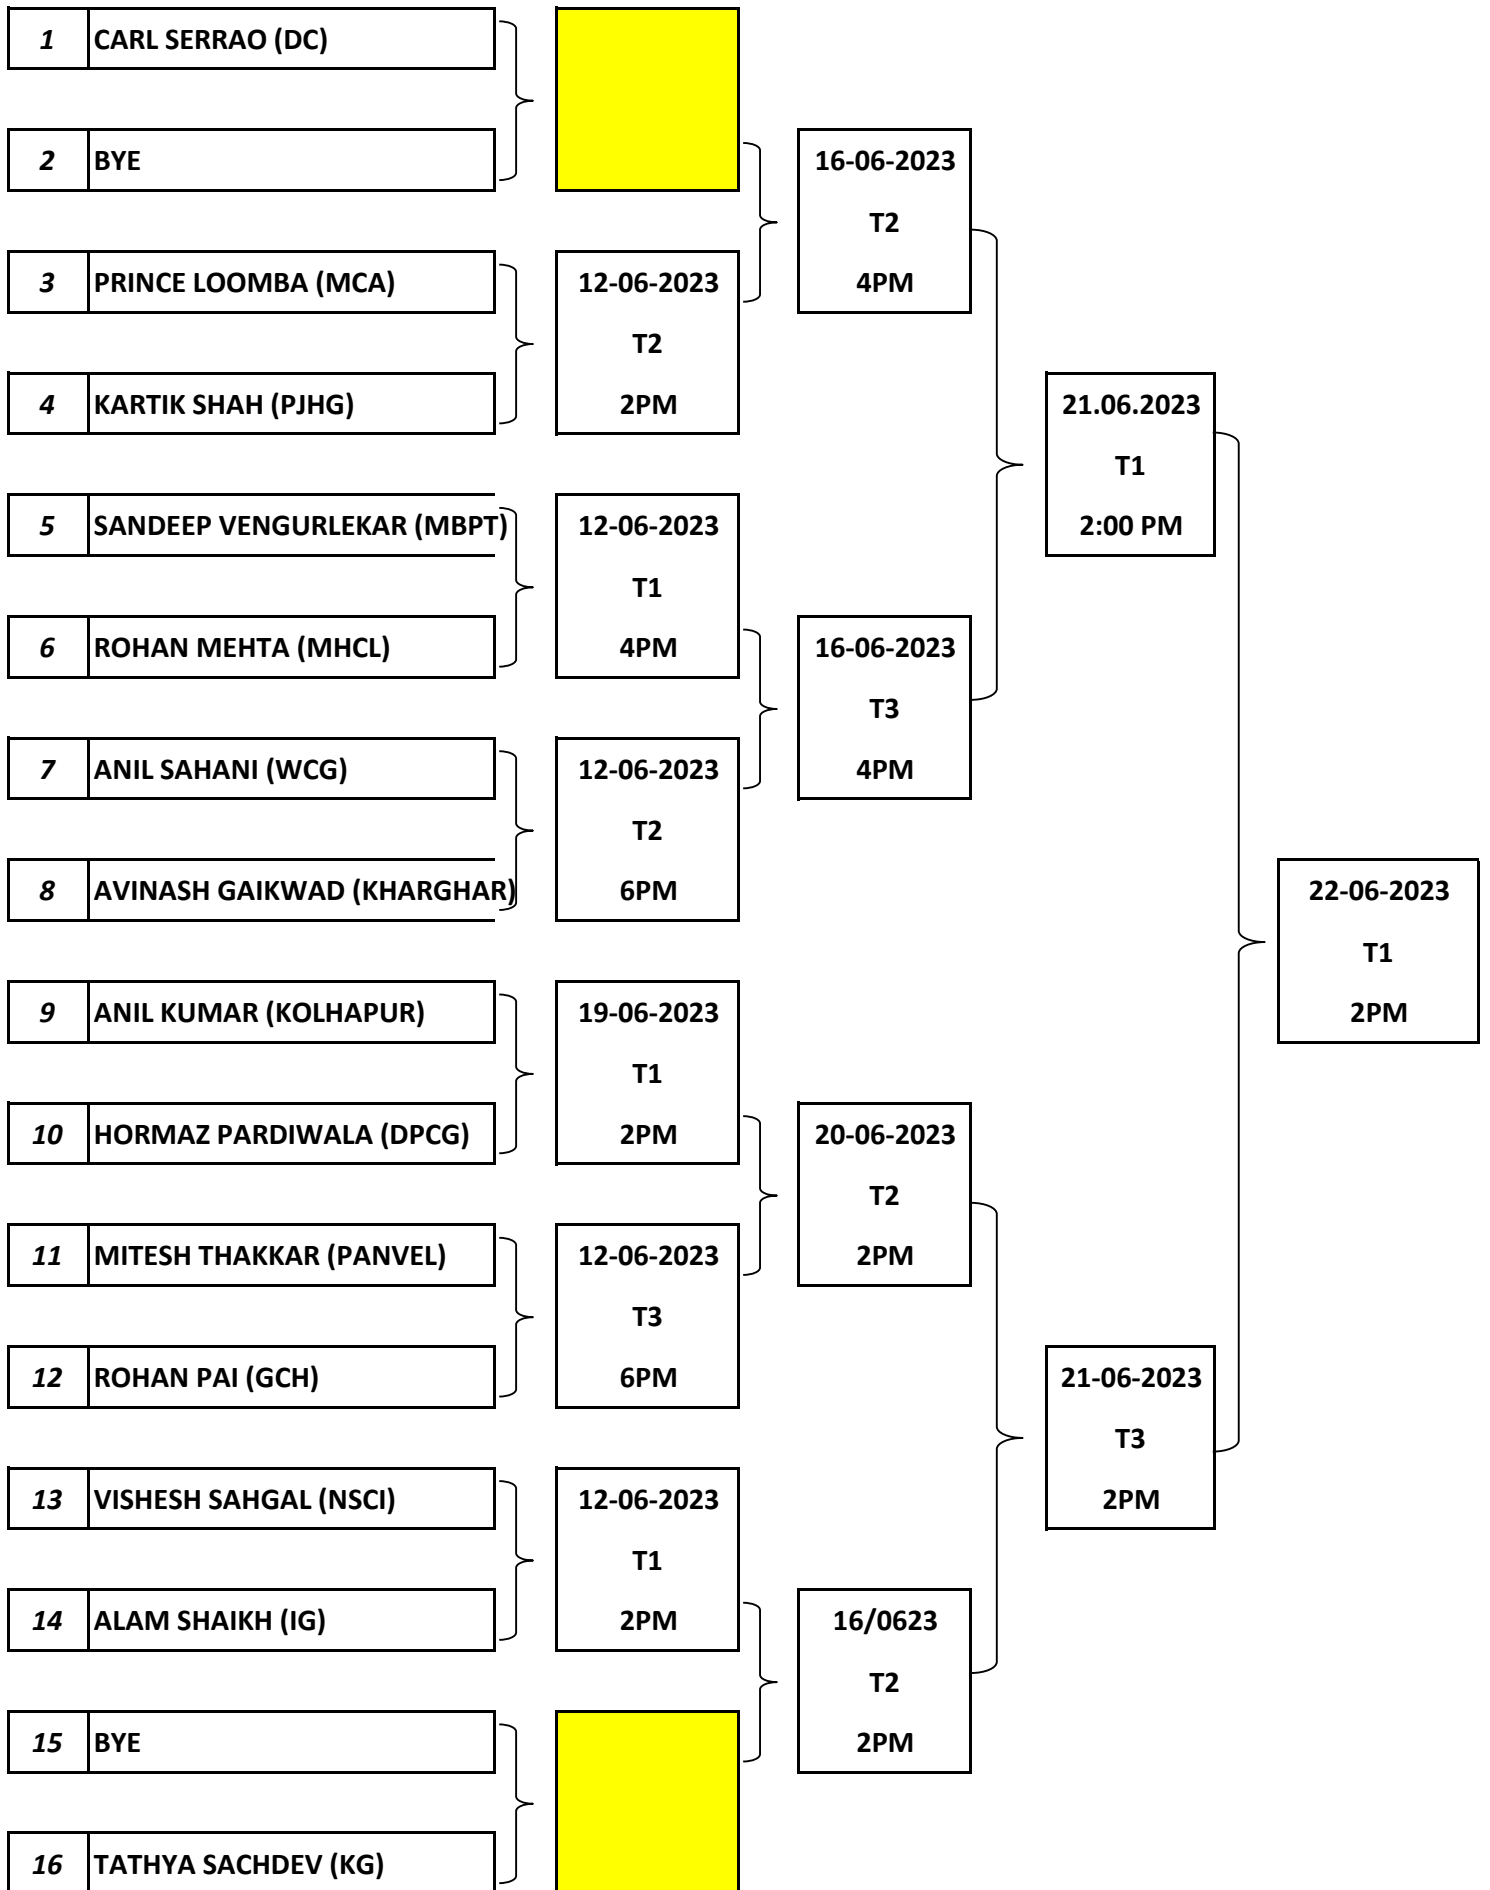 1 CARL SERRAO (DC)
2 BYE
16-06-2023
T2
3 PRINCE LOOMBA (MCA)
12-06-2023
4PM
T2
4 KARTIK SHAH (PJHG)
2PM
21.06.2023
T1
5 SANDEEP VENGURLEKAR (MBPT)
12-06-2023
2:00 PM
T1
6 ROHAN MEHTA (MHCL)
4PM
16-06-2023
T3
7 ANIL SAHANI (WCG)
12-06-2023
4PM
T2
8 AVINASH GAIKWAD (KHARGHAR)
6PM
22-06-2023
T1
9 ANIL KUMAR (KOLHAPUR)
19-06-2023
2PM
T1
10 HORMAZ PARDIWALA (DPCG)
2PM
20-06-2023
T2
11 MITESH THAKKAR (PANVEL)
12-06-2023
2PM
T3
12 ROHAN PAI (GCH)
6PM
21-06-2023
T3
13 VISHESH SAHGAL (NSCI)
12-06-2023
2PM
T1
14 ALAM SHAIKH (IG)
2PM
16/0623
T2
15 BYE
2PM
16 TATHYA SACHDEV (KG)